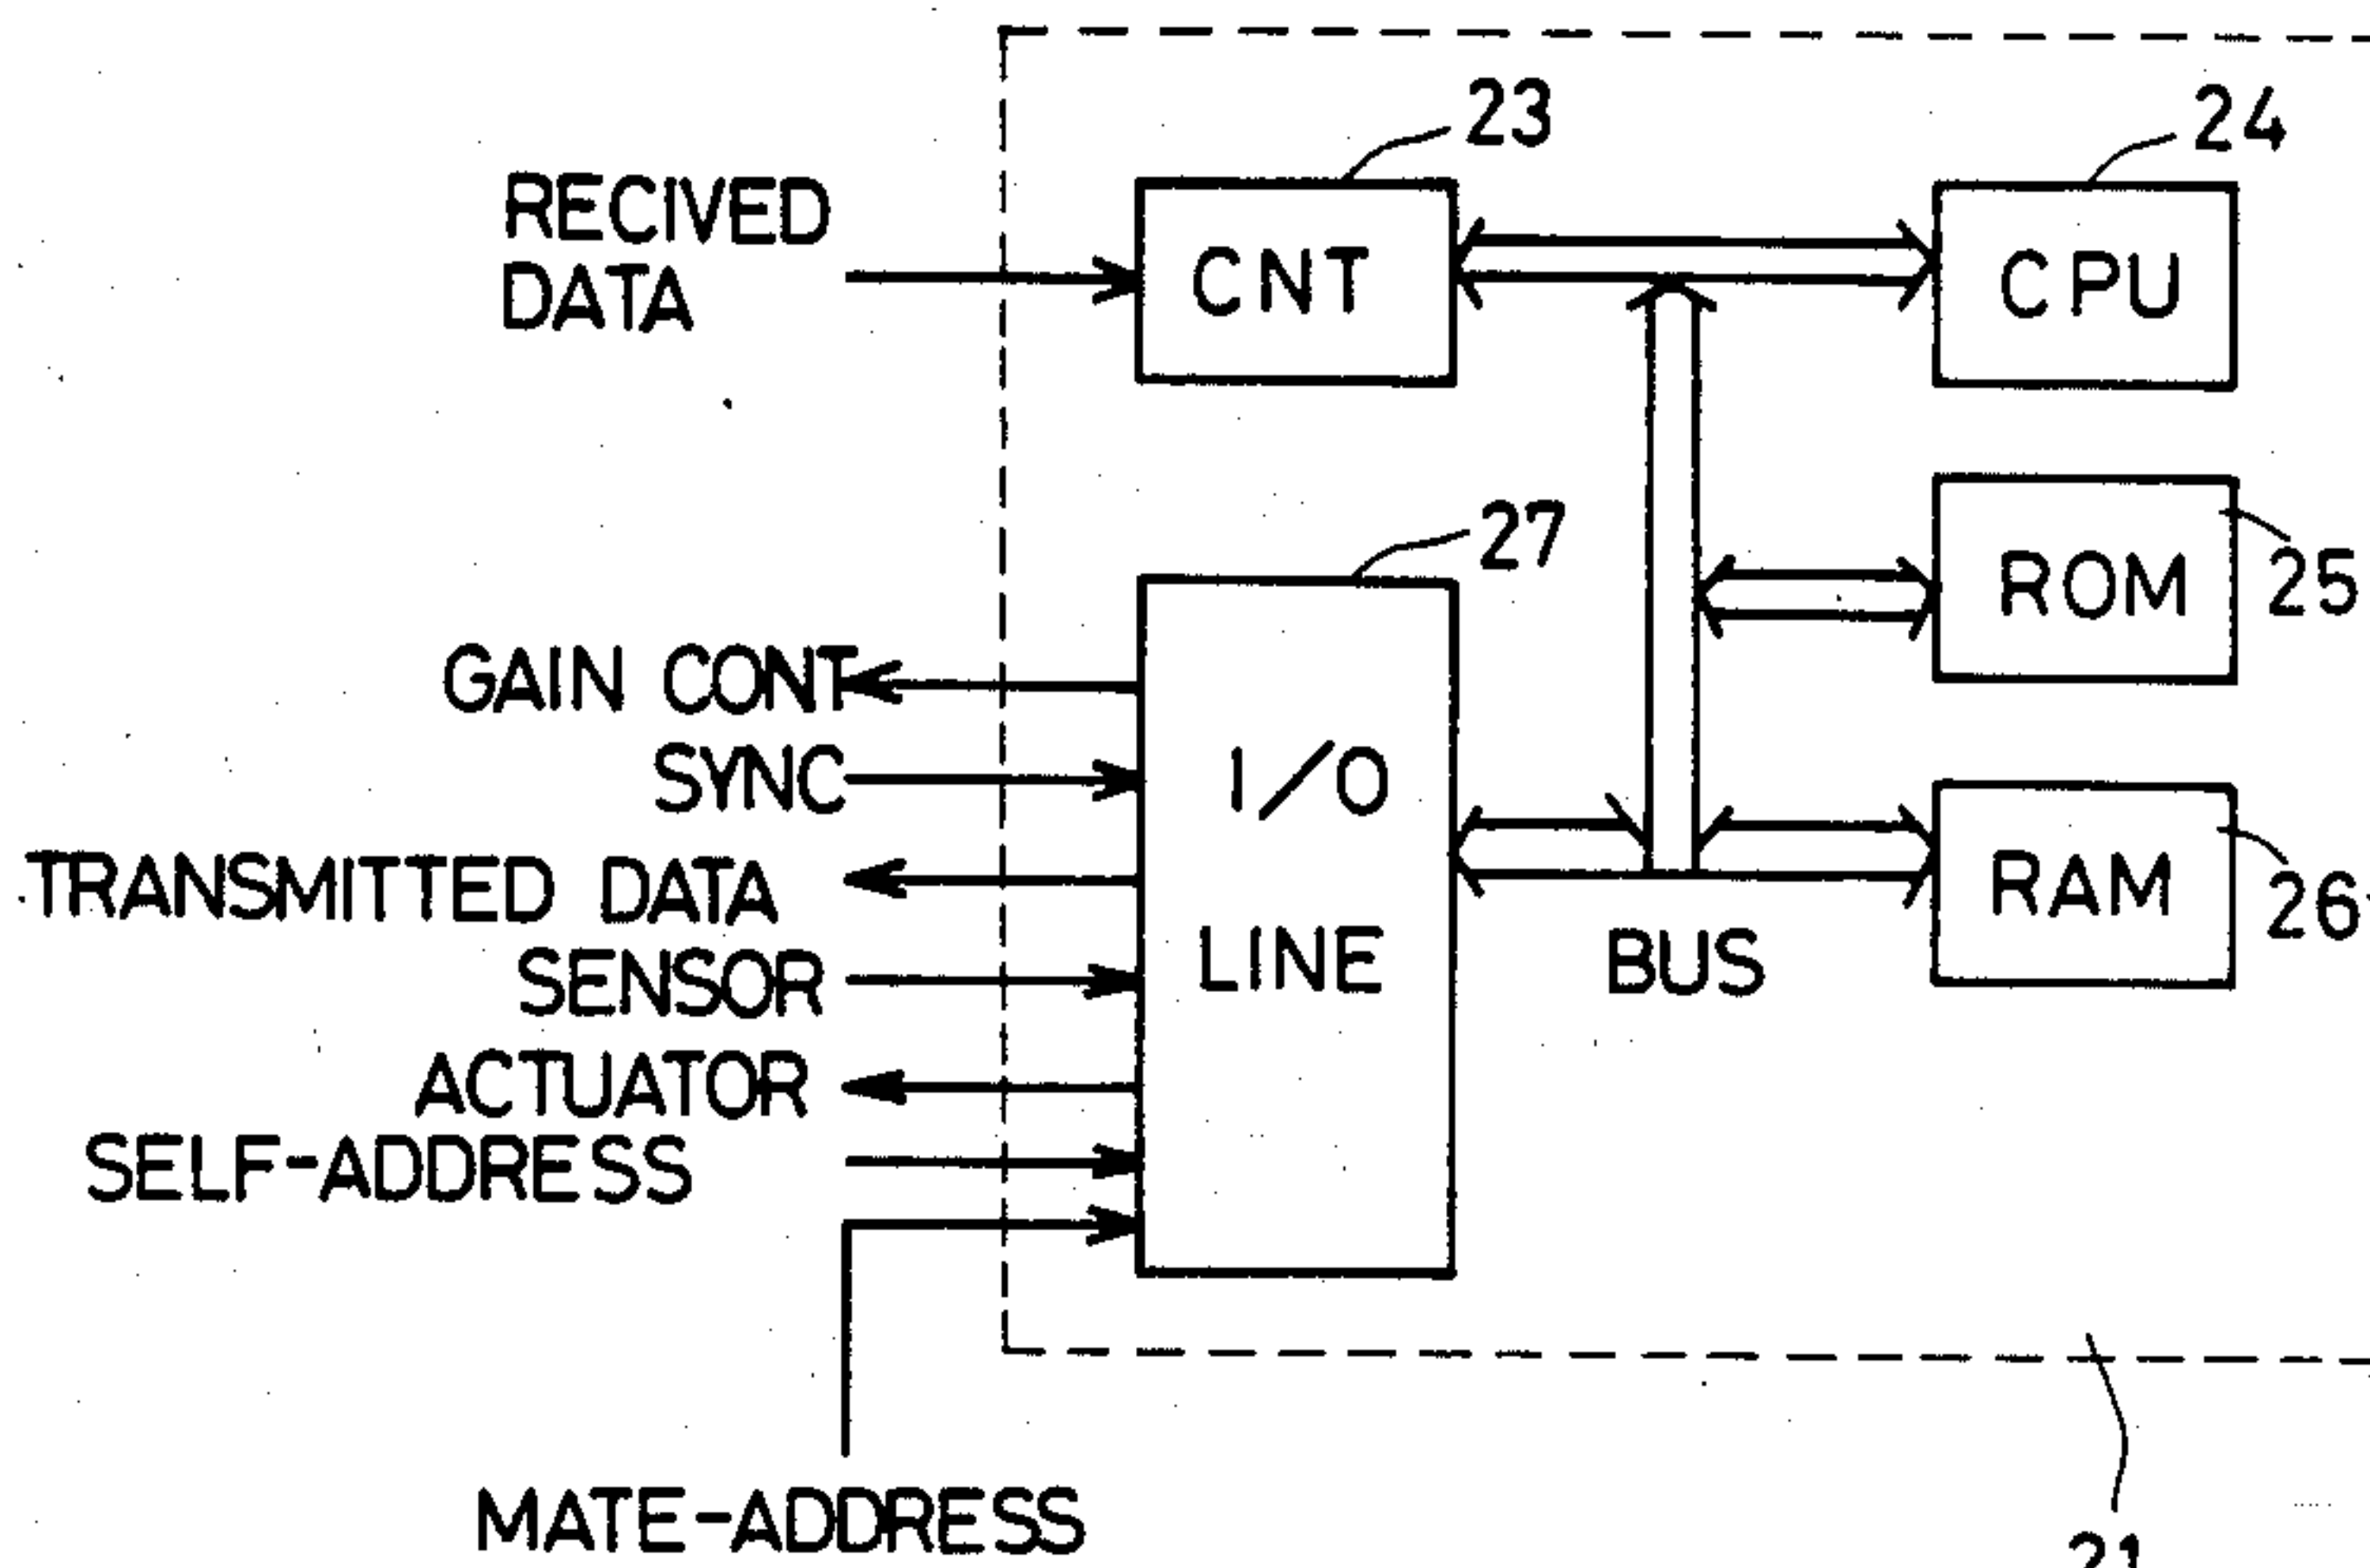 23
24
RECIVED
DATA
CNT
CPU
27
ROM
25
GAIN CONT
SYNC
I/O
TRANSMITTED DATA
RAM
26
SENSOR
LINE
BUS
ACTUATOR
SELF-ADDRESS
MATE-ADDRESS
21